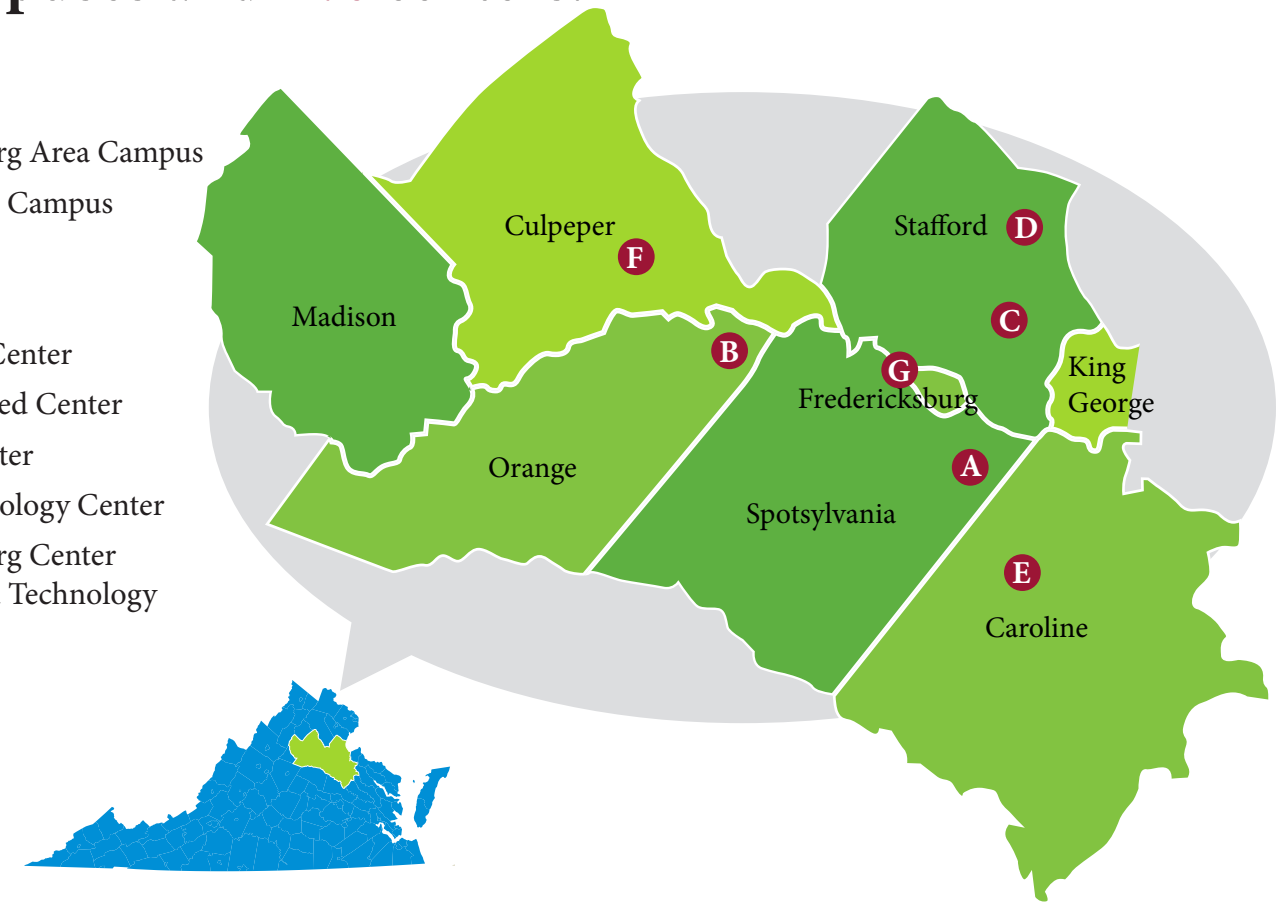 rg Area Campus
Campus
Center
ed Center
ter
ology Center
rg Center
Technology
Culpeper
F
Stafford
D
Madison
C
B
G
King
George
Fredericksburg
Orange
A
Spotsylvania
E
Caroline